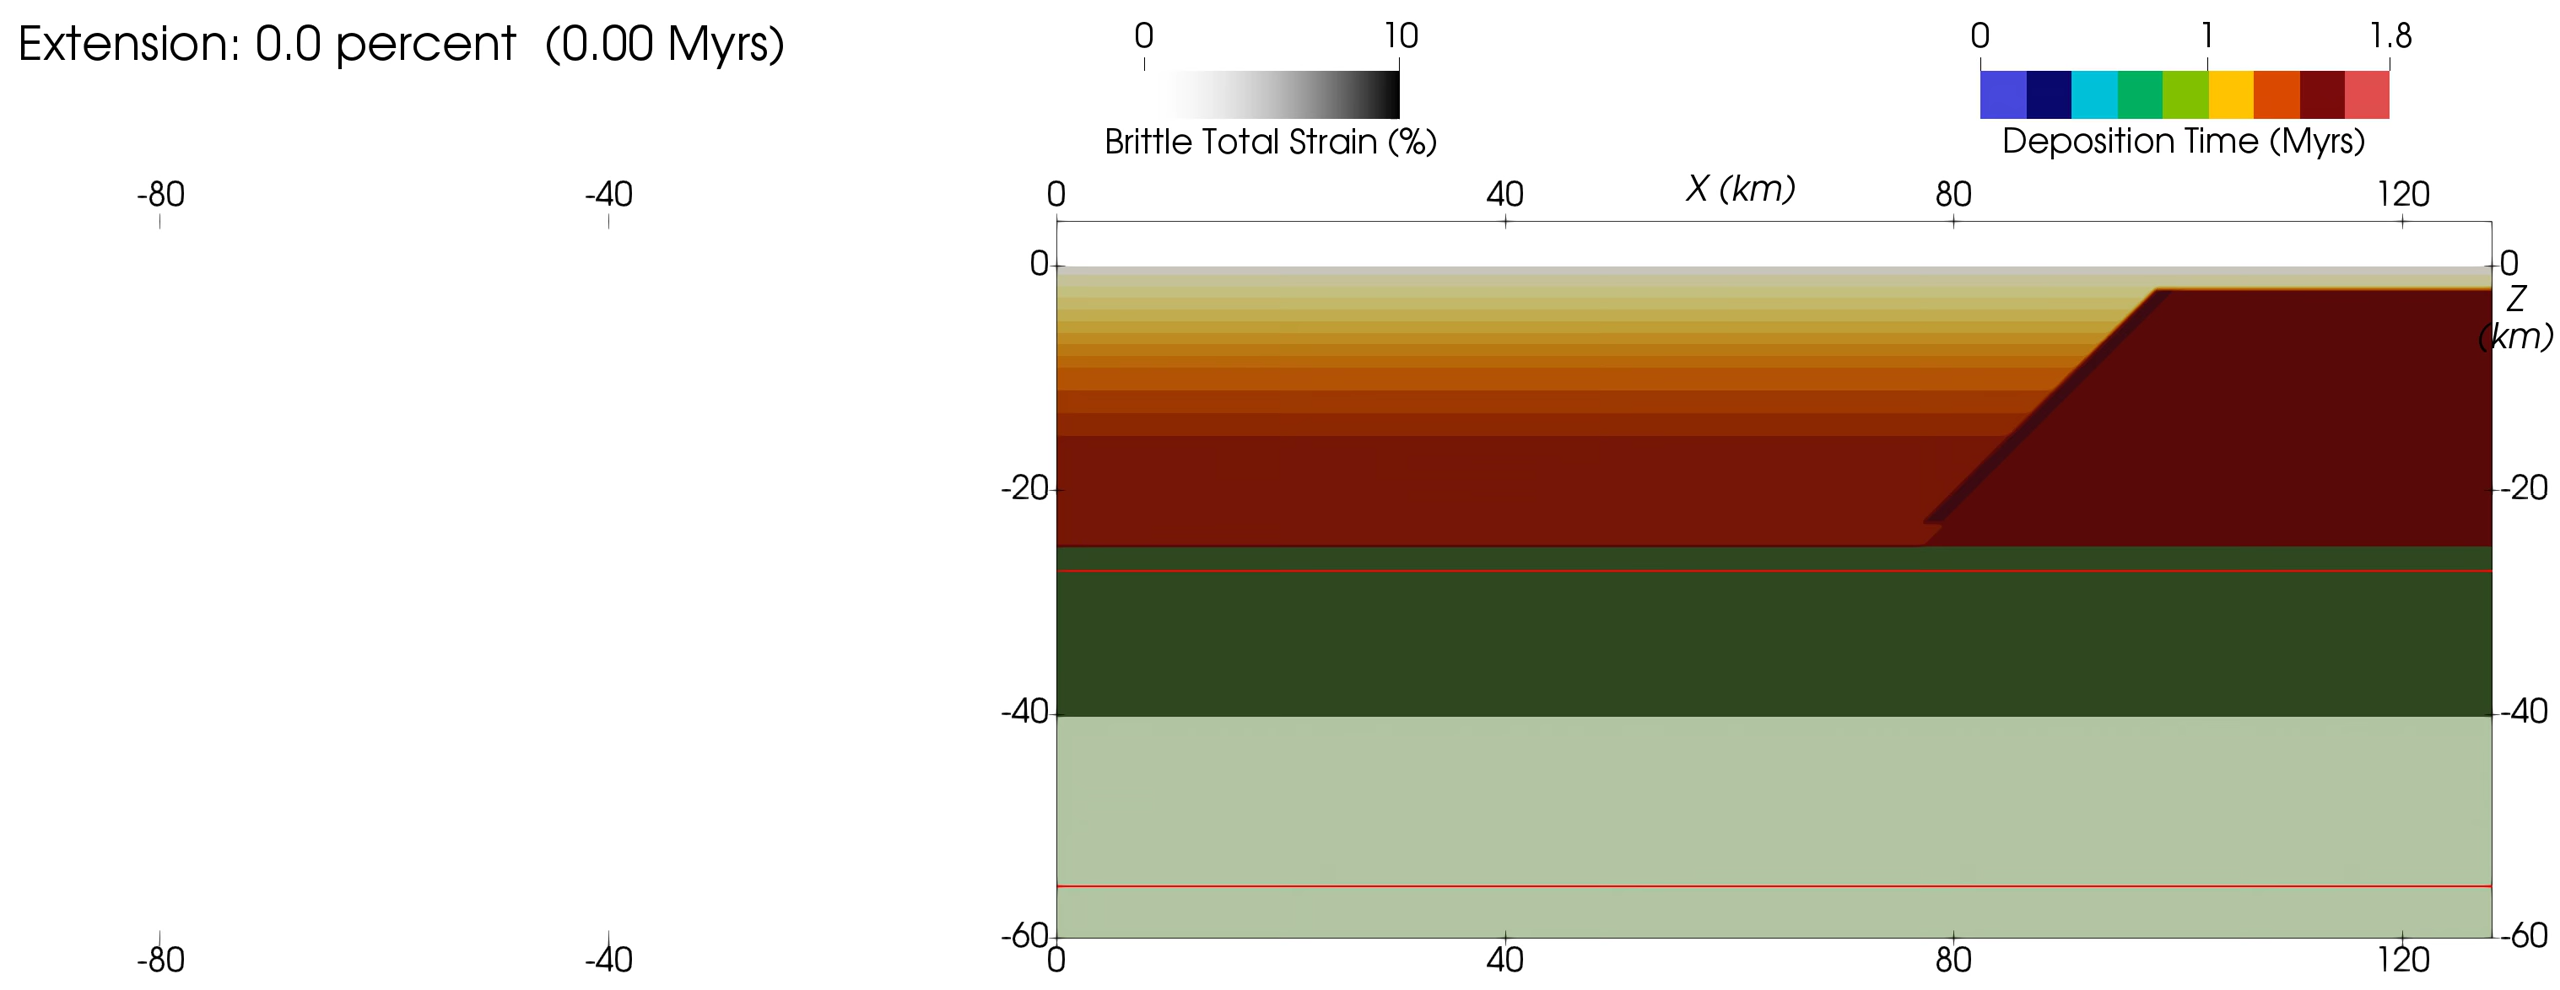 Extension: 0.0 percent (0.00 Myrs)
0 10
Brittle Total Strain (%)
0 1 1.8
Deposition Time (Myrs)
-80 -40 0 40 X (km) 80 120
0 0
Z
(km)
-20 -20
-40 -40
-60 -60
-80 -40 0 40 80 120